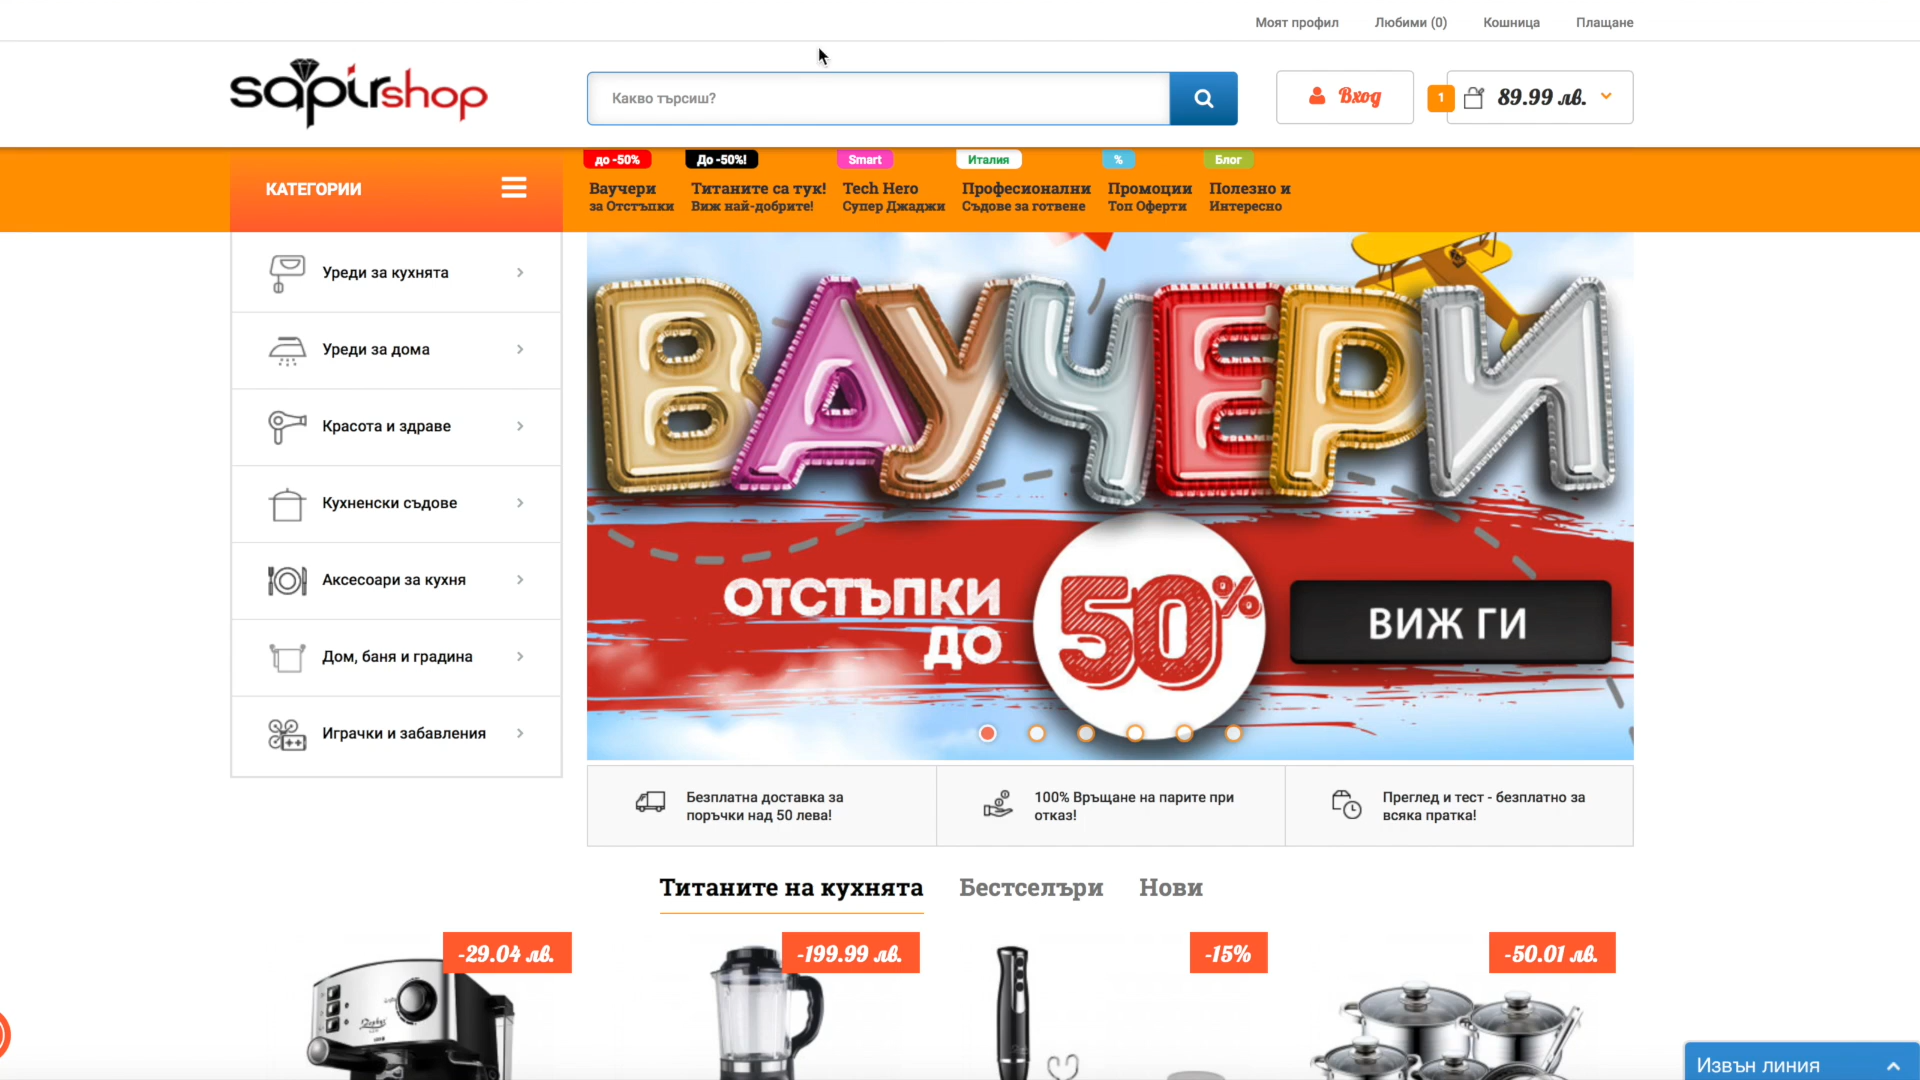 Моят профил
Любими (0)
Кошница
Плащане
sapirshop
Какво търсиш?
Вход
1
89.99 лв.
КАТЕГОРИИ
до -50%
Ваучери
за Отстъпки
До -50%!
Титаните са тук!
Виж най-добрите!
Smart
Tech Hero
Супер Джаджи
Италия
Професионални
Съдове за готвене
%
Промоции
Топ Оферти
Блог
Полезно и
Интересно
Уреди за кухнята
Уреди за дома
Красота и здраве
Кухненски съдове
Аксесоари за кухня
Дом, баня и градина
Играчки и забавления
ВАУЧЕРИ
ОТСТЪПКИ
ДО
50%
ВИЖ ГИ
Безплатна доставка за
поръчки над 50 лева!
100% Връщане на парите при
отказ!
Преглед и тест - безплатно за
всяка пратка!
Титаните на кухнята
Бестселъри
Нови
-29.04 лв.
-199.99 лв.
-15%
-50.01 лв.
Извън линия